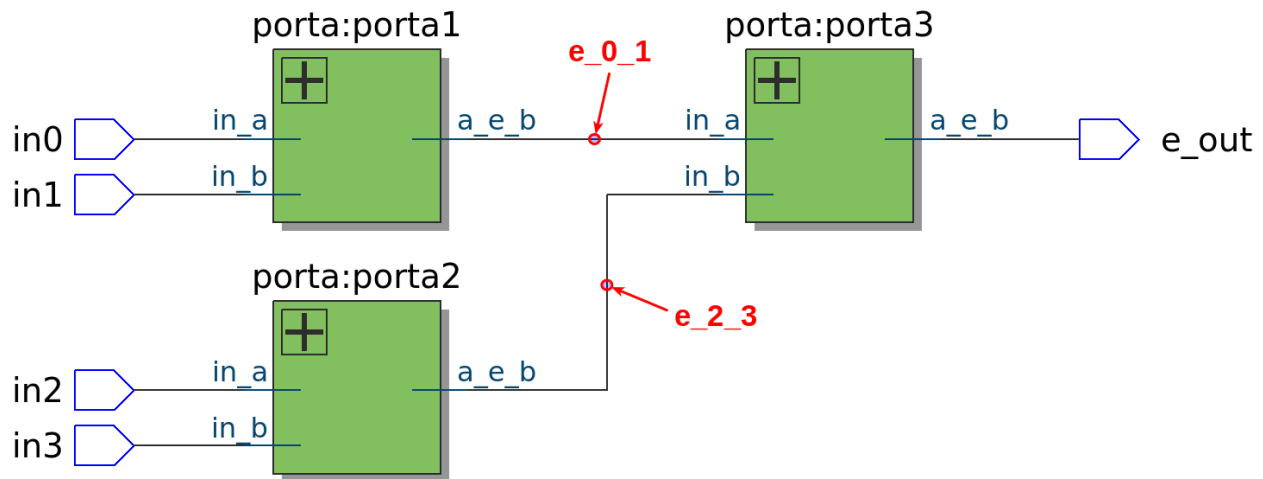 porta:porta1
porta:porta3
e_0_1
in0
in_a
a_e_b
in_a
a_e_b
e_out
in1
in_b
in_b
porta:porta2
e_2_3
in2
in_a
a_e_b
in3
in_b